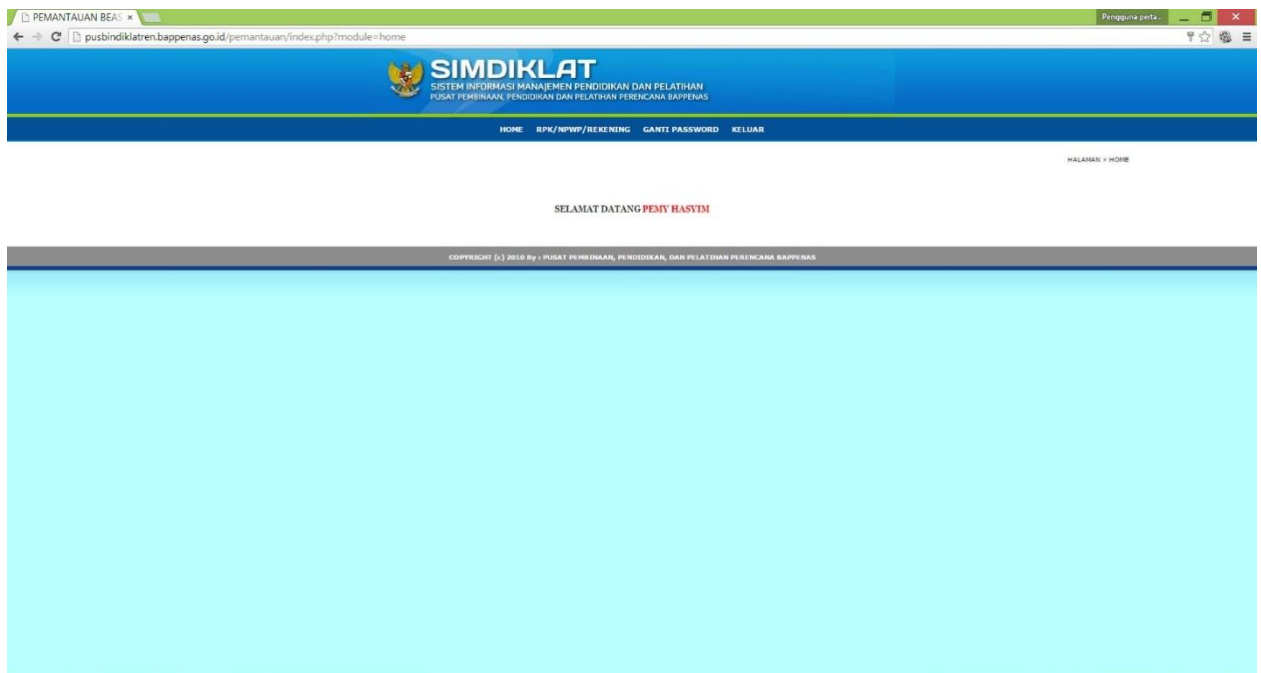 PEMANTAUAN BEAS
Pengguna perta...
pusbindiklatren.bappenas.go.id/pemantauan/index.php?module=home
SIMDIKLAT
SISTEM INFORMASI MANAJEMEN PENDIDIKAN DAN PELATIHAN
PUSAT PEMBINAAN, PENDIDIKAN DAN PELATIHAN PERENCANA BAPPENAS
HOME RPK/NPWP/REKENING GANTI PASSWORD KELUAR
HALAMAN > HOME
SELAMAT DATANG PEMY HASYIM
COPYRIGHT (c) 2010 By : PUSAT PEMBINAAN, PENDIDIKAN, DAN PELATIHAN PERENCANA BAPPENAS